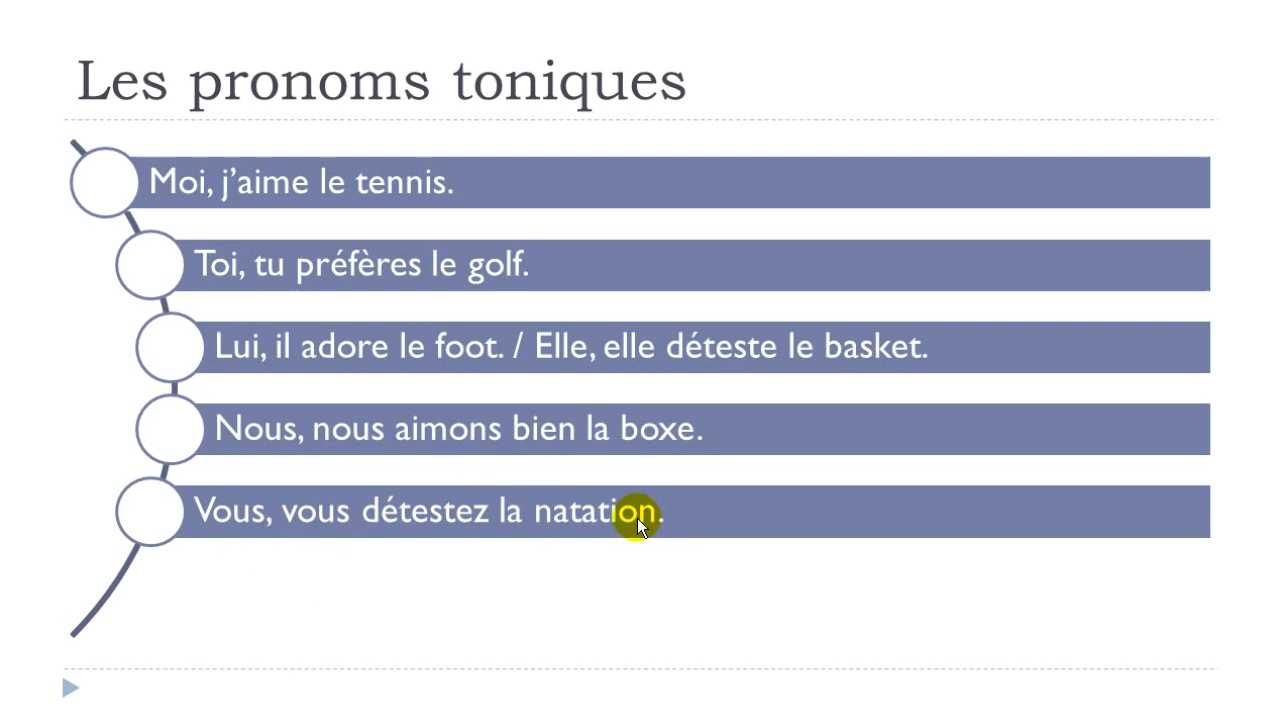 Les pronoms toniques
Moi, j’aime le tennis.
Toi, tu préfères le golf.
Lui, il adore le foot. / Elle, elle déteste le basket.
Nous, nous aimons bien la boxe.
Vous, vous détestez la natation.